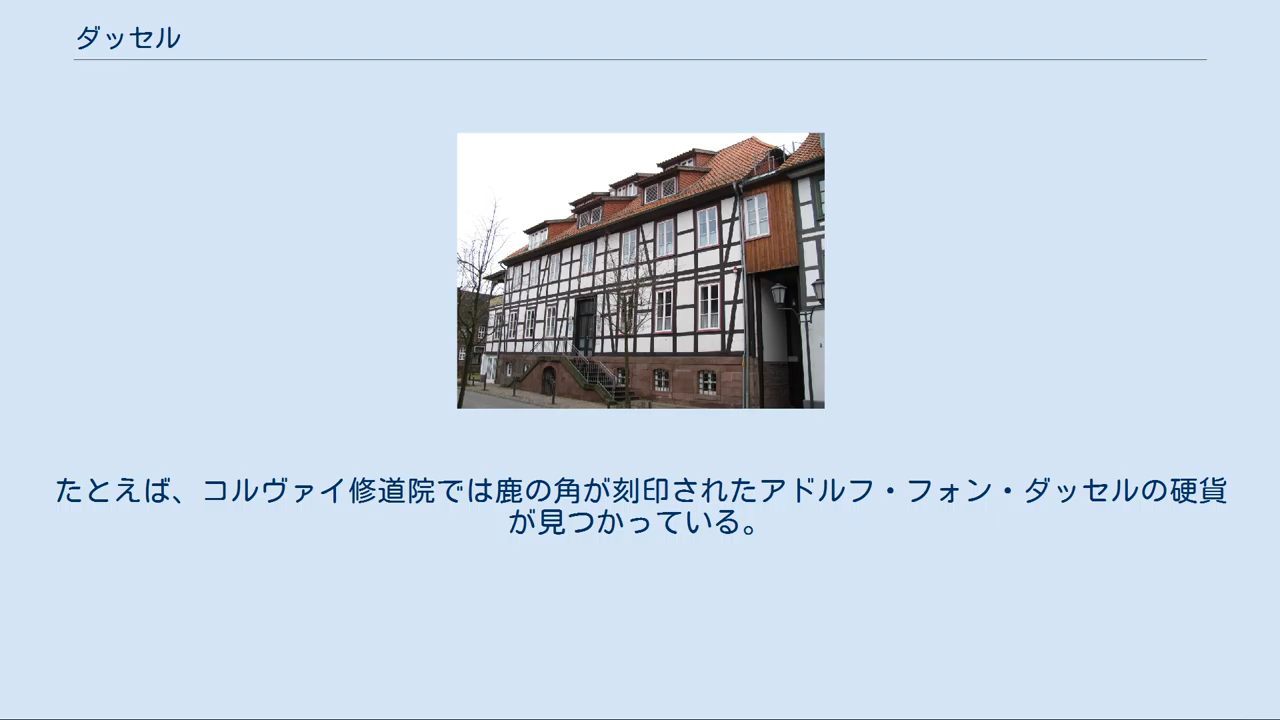 ダッセル
たとえば、コルヴァイ修道院では鹿の角が刻印されたアドルフ・フォン・ダッセルの硬貨
が見つかっている。